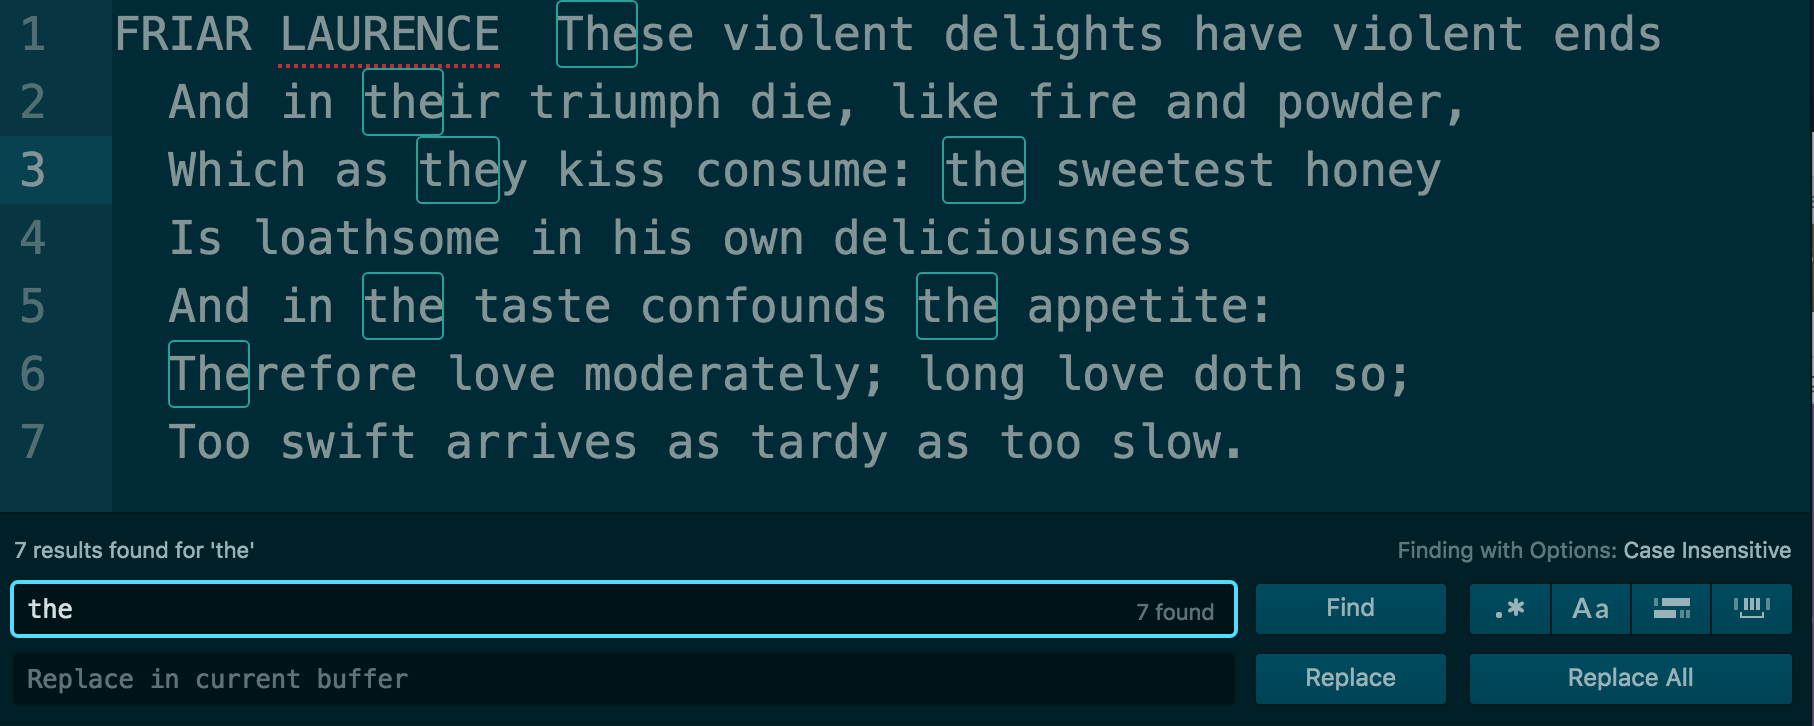 1 FRIAR LAURENCE  These violent delights have violent ends
2 And in their triumph die, like fire and powder,
3 Which as they kiss consume: the sweetest honey
4 Is loathsome in his own deliciousness
5 And in the taste confounds the appetite:
6 Therefore love moderately; long love doth so;
7 Too swift arrives as tardy as too slow.
7 results found for 'the' Finding with Options: Case Insensitive
the 7 found Find .* Aa
Replace in current buffer Replace Replace All